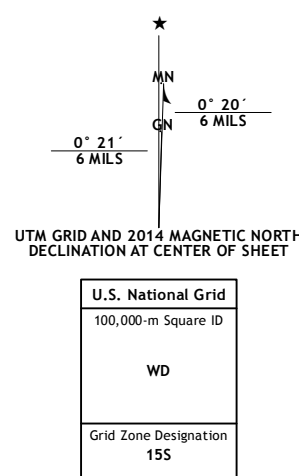 MN
0° 20´
6 MILS
GN
0° 21´
6 MILS
UTM GRID AND 2014 MAGNETIC NORTH
DECLINATION AT CENTER OF SHEET
U.S. National Grid
100,000-m Square ID
WD
Grid Zone Designation
15S